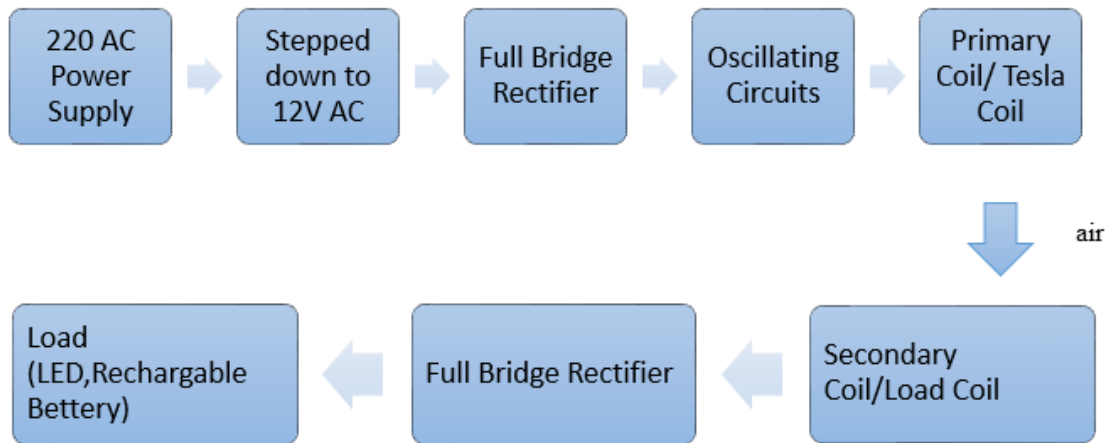 220 AC
Power
Supply
Stepped
down to
12V AC
Full Bridge
Rectifier
Oscillating
Circuits
Primary
Coil/ Tesla
Coil
air
Secondary
Coil/Load Coil
Full Bridge Rectifier
Load
(LED,Rechargable
Bettery)